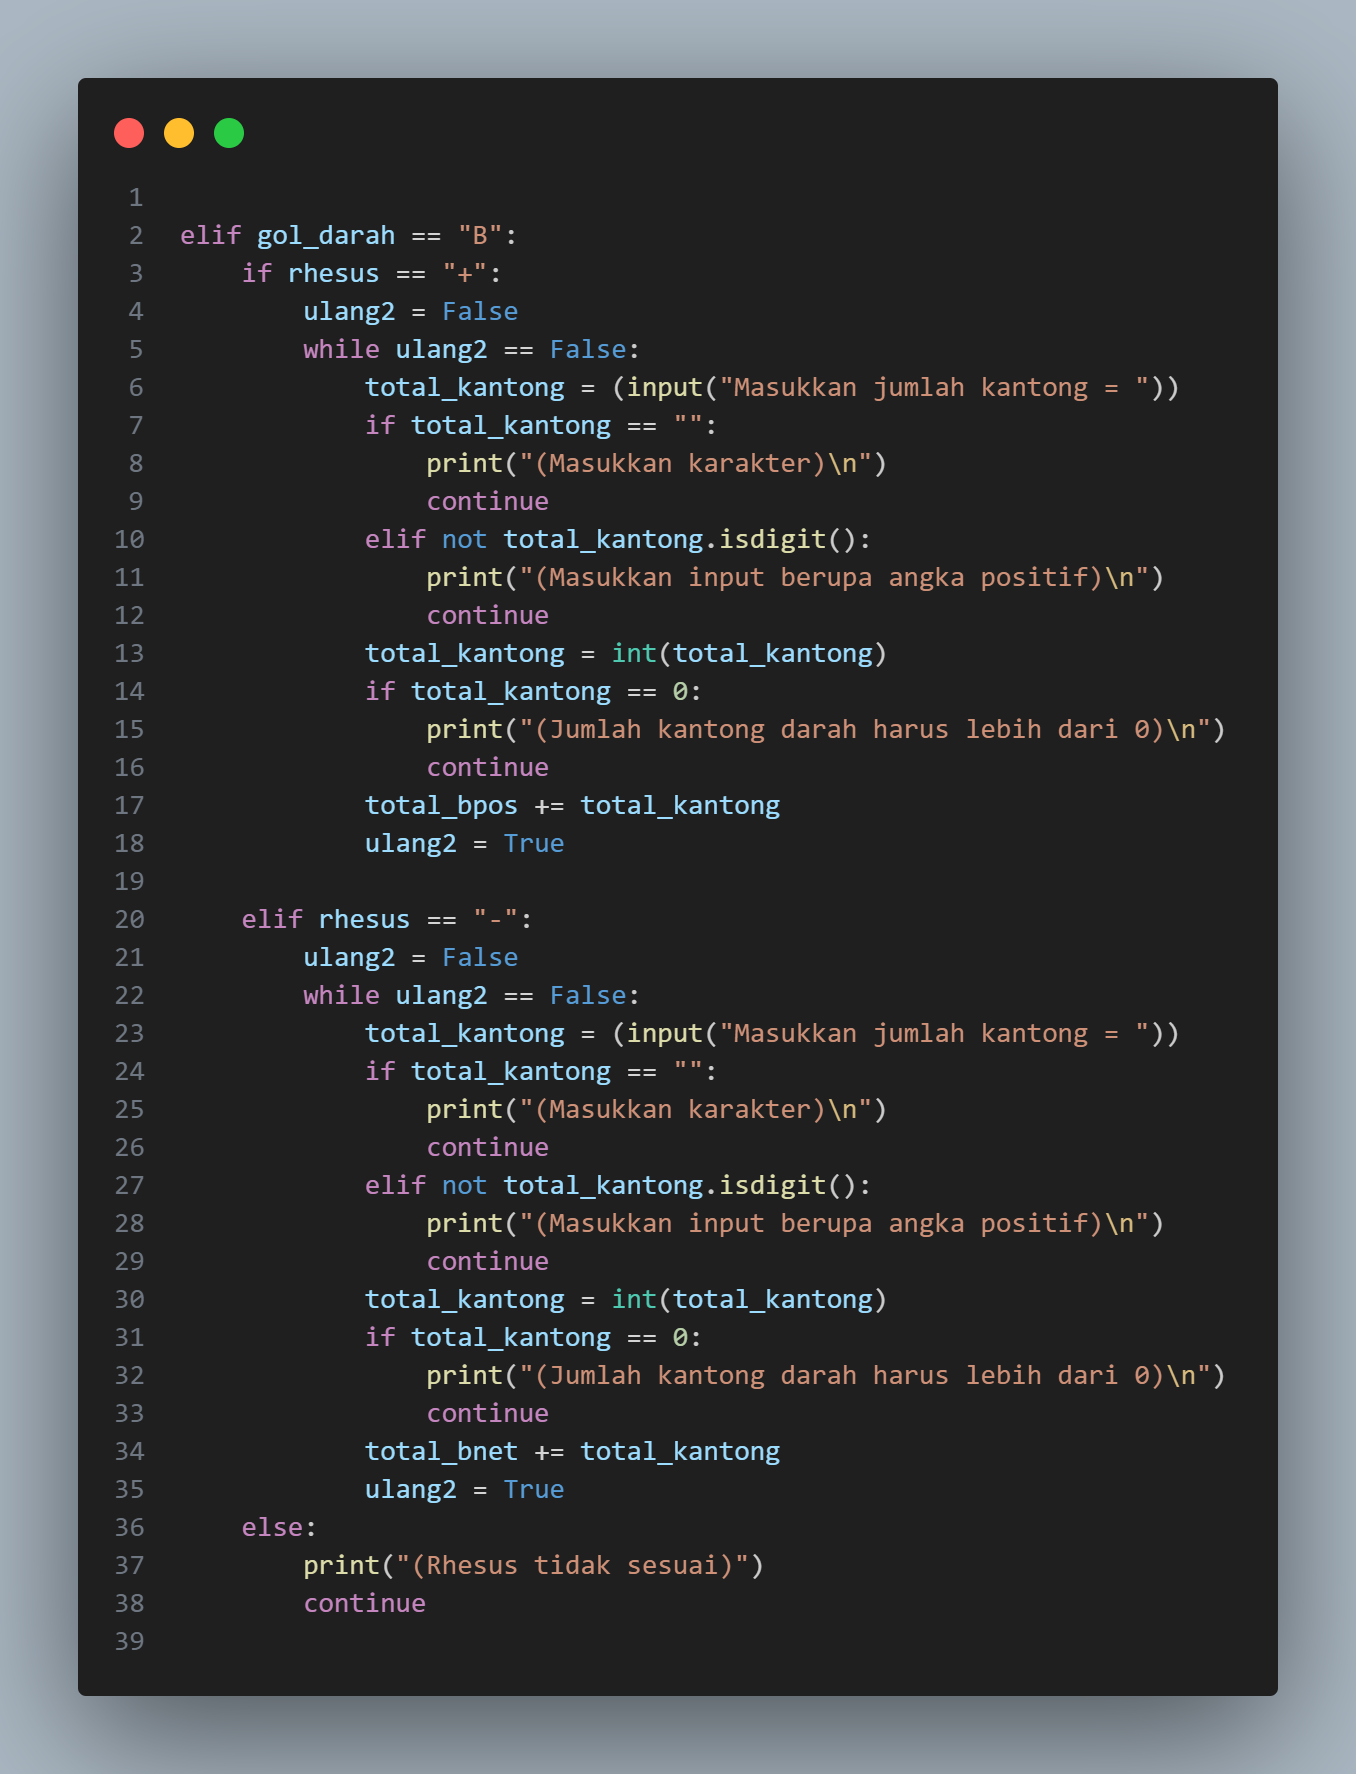 1
2 elif gol_darah == "B":
3     if rhesus == "+":
4         ulang2 = False
5         while ulang2 == False:
6             total_kantong = (input("Masukkan jumlah kantong = "))
7             if total_kantong == "":
8                 print("(Masukkan karakter)\n")
9                 continue
10             elif not total_kantong.isdigit():
11                 print("(Masukkan input berupa angka positif)\n")
12                 continue
13             total_kantong = int(total_kantong)
14             if total_kantong == 0:
15                 print("(Jumlah kantong darah harus lebih dari 0)\n")
16                 continue
17             total_bpos += total_kantong
18             ulang2 = True
19
20     elif rhesus == "-":
21         ulang2 = False
22         while ulang2 == False:
23             total_kantong = (input("Masukkan jumlah kantong = "))
24             if total_kantong == "":
25                 print("(Masukkan karakter)\n")
26                 continue
27             elif not total_kantong.isdigit():
28                 print("(Masukkan input berupa angka positif)\n")
29                 continue
30             total_kantong = int(total_kantong)
31             if total_kantong == 0:
32                 print("(Jumlah kantong darah harus lebih dari 0)\n")
33                 continue
34             total_bnet += total_kantong
35             ulang2 = True
36     else:
37         print("(Rhesus tidak sesuai)")
38         continue
39